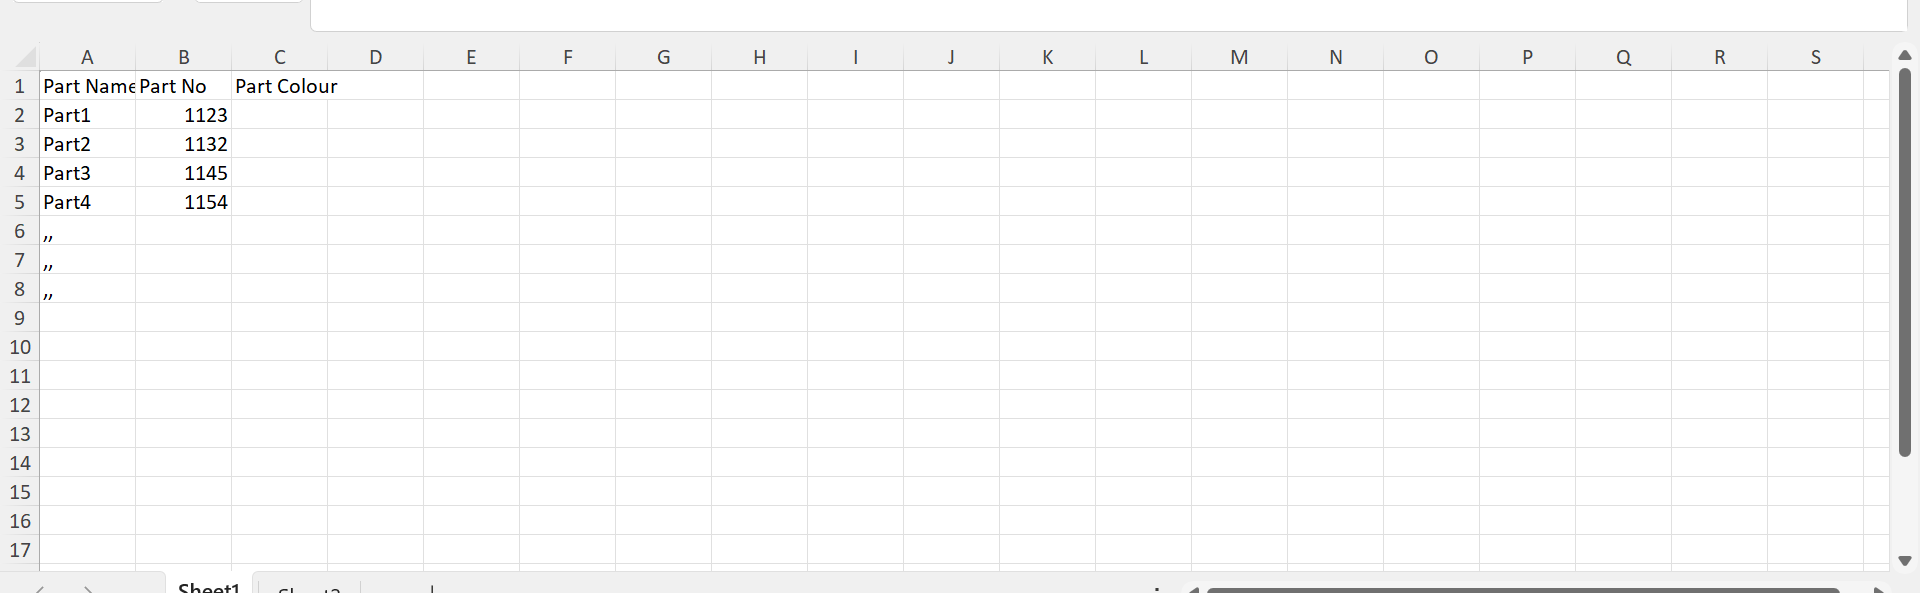 A B C D E F G H I J K L M N O P Q R S
1 Part Name Part No Part Colour
2 Part1 1123
3 Part2 1132
4 Part3 1145
5 Part4 1154
6 ,,
7 ,,
8 ,,
9
10
11
12
13
14
15
16
17
Sheet1